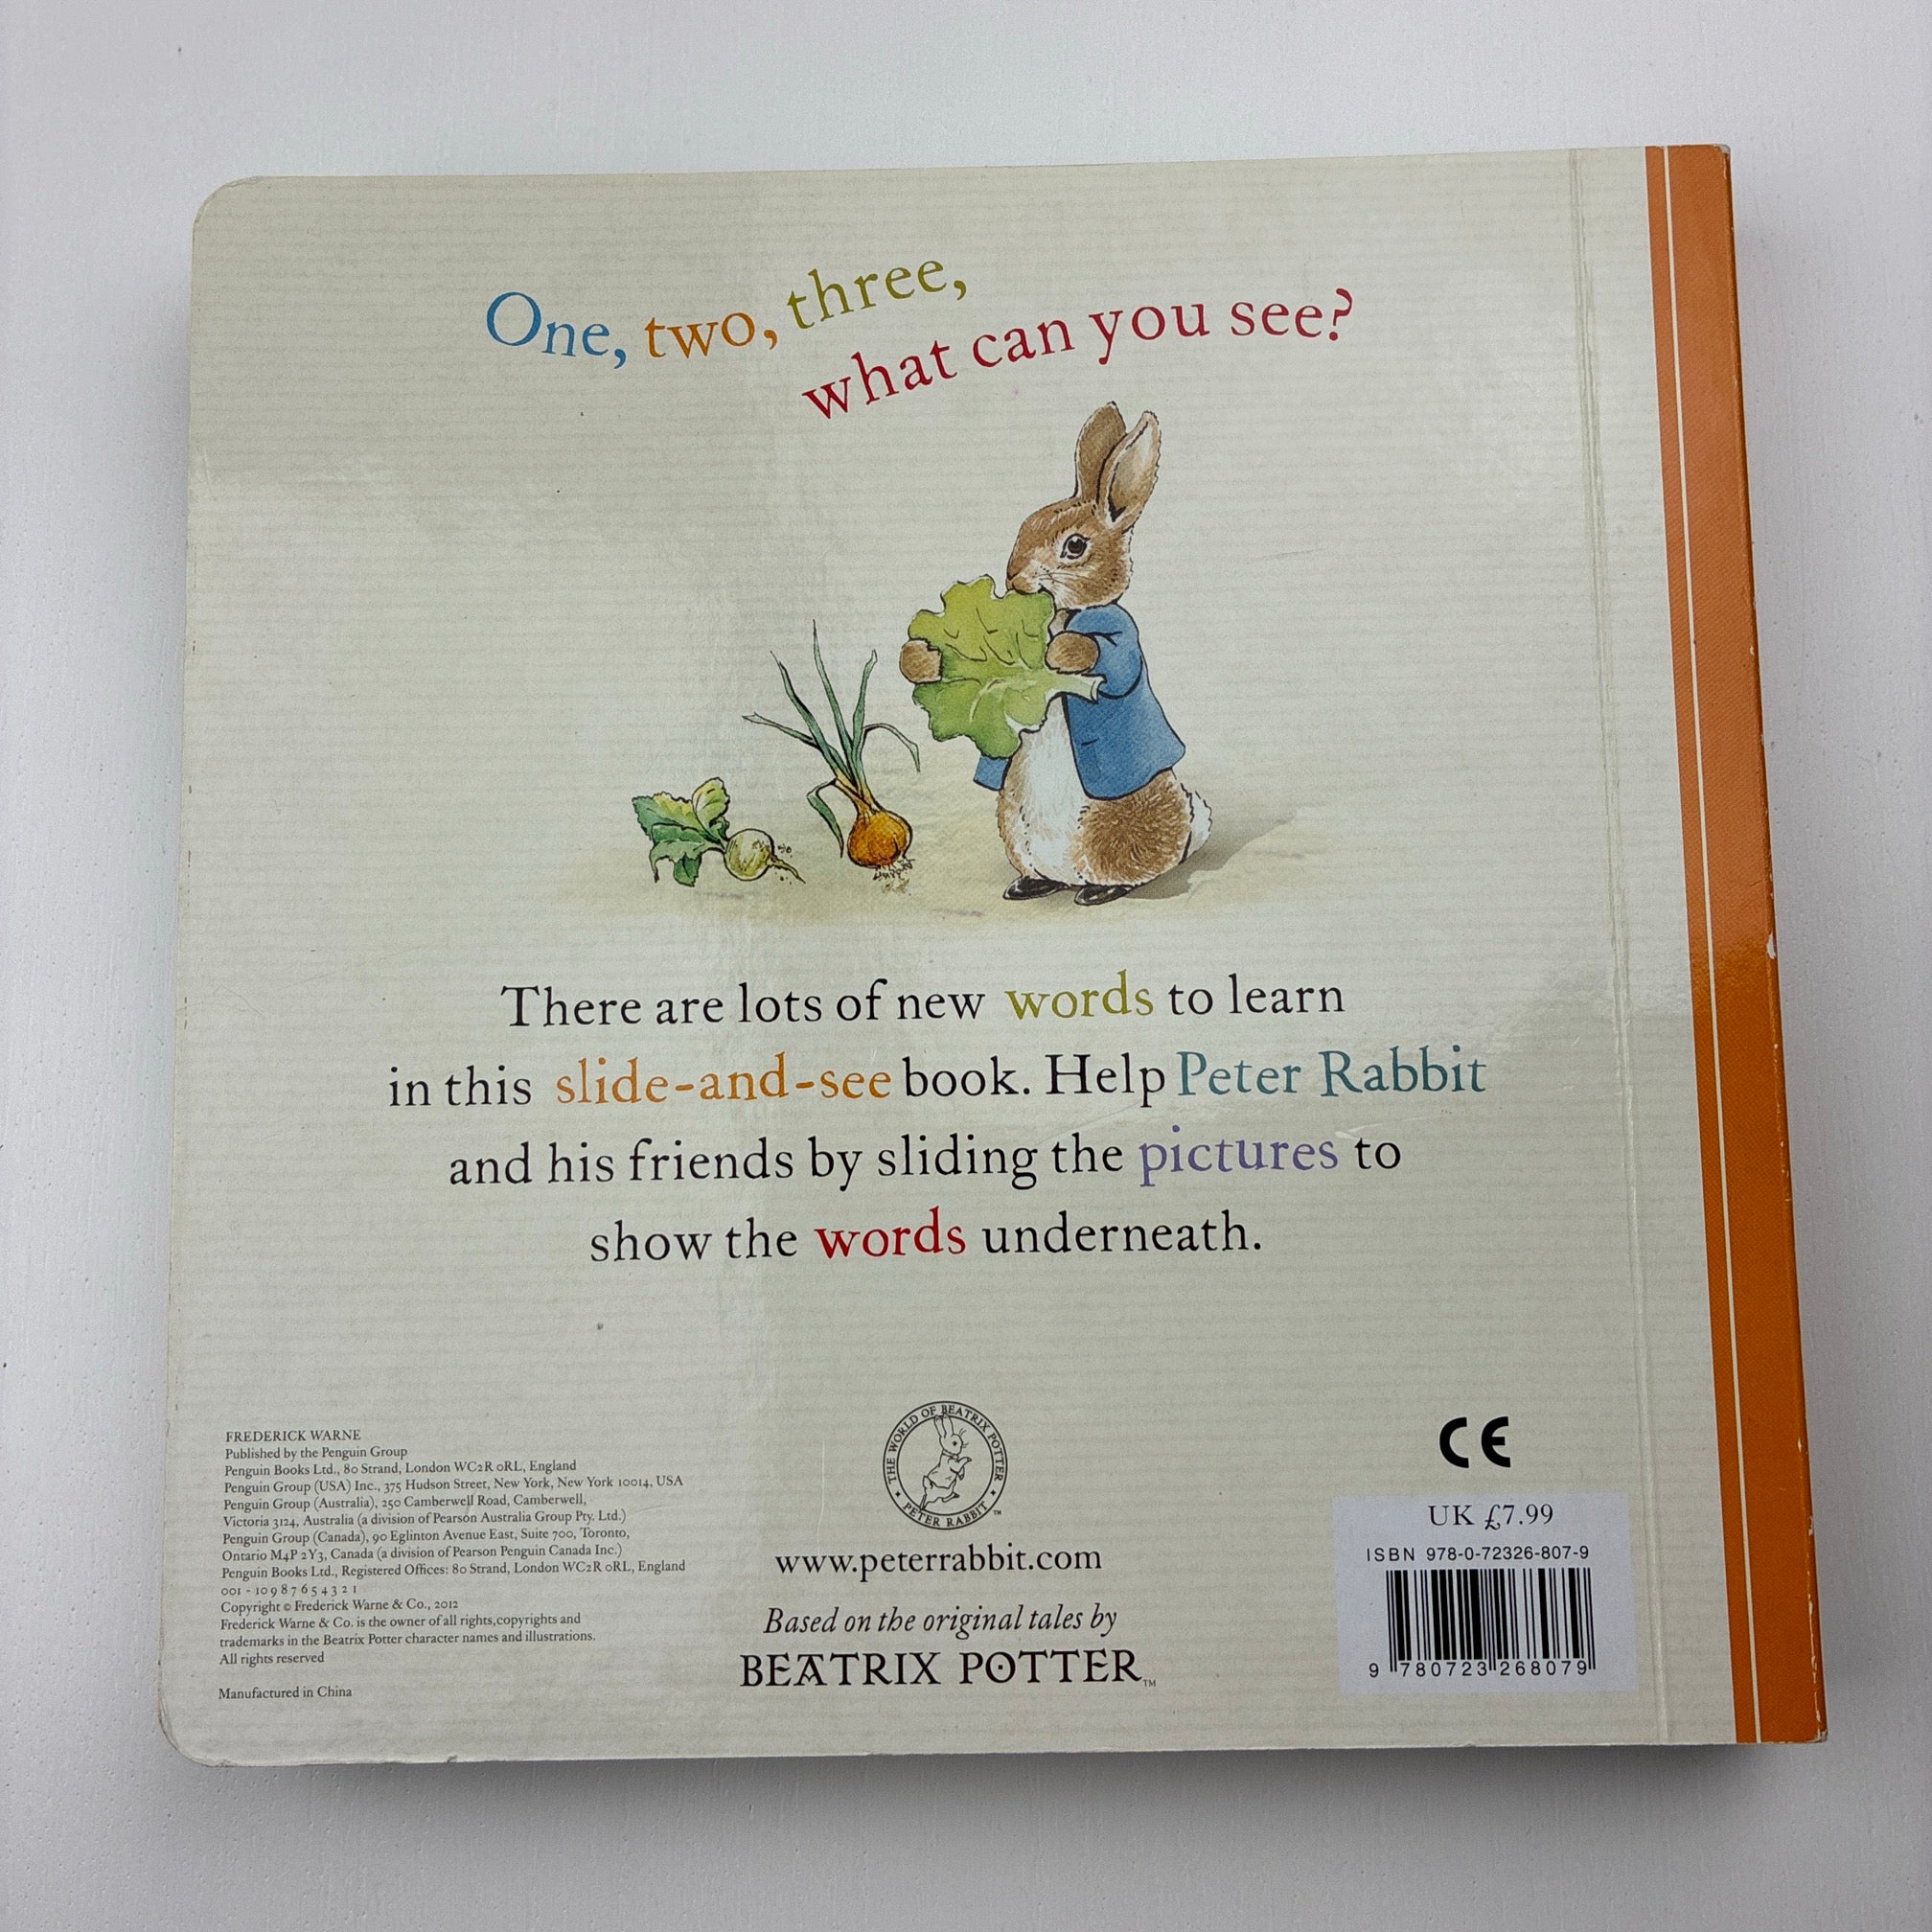 One, two, three,
what can you see?
There are lots of new words to learn
in this slide-and-see book. Help Peter Rabbit
and his friends by sliding the pictures to
show the words underneath.
FREDERICK WARNE
Published by the Penguin Group
Penguin Books Ltd., 80 Strand, London WC2R 0RL, England
Penguin Group (USA) Inc., 375 Hudson Street, New York, New York 10014, USA
Penguin Group (Australia), 250 Camberwell Road, Camberwell,
Victoria 3124, Australia (a division of Pearson Australia Group Pty. Ltd.)
Penguin Group (Canada), 90 Eglinton Avenue East, Suite 700, Toronto,
Ontario M4P 2Y3, Canada (a division of Pearson Penguin Canada Inc.)
Penguin Books Ltd., Registered Offices: 80 Strand, London WC2R 0RL, England
001 - 10 9 8 7 6 5 4 3 2 1
Copyright © Frederick Warne & Co., 2012
Frederick Warne & Co. is the owner of all rights,copyrights and
trademarks in the Beatrix Potter character names and illustrations.
All rights reserved
Manufactured in China
THE WORLD OF BEATRIX POTTER
PETER RABBIT ™
www.peterrabbit.com
Based on the original tales by
BEATRIX POTTER™
CE
UK £7.99
ISBN 978-0-72326-807-9
9 780723 268079